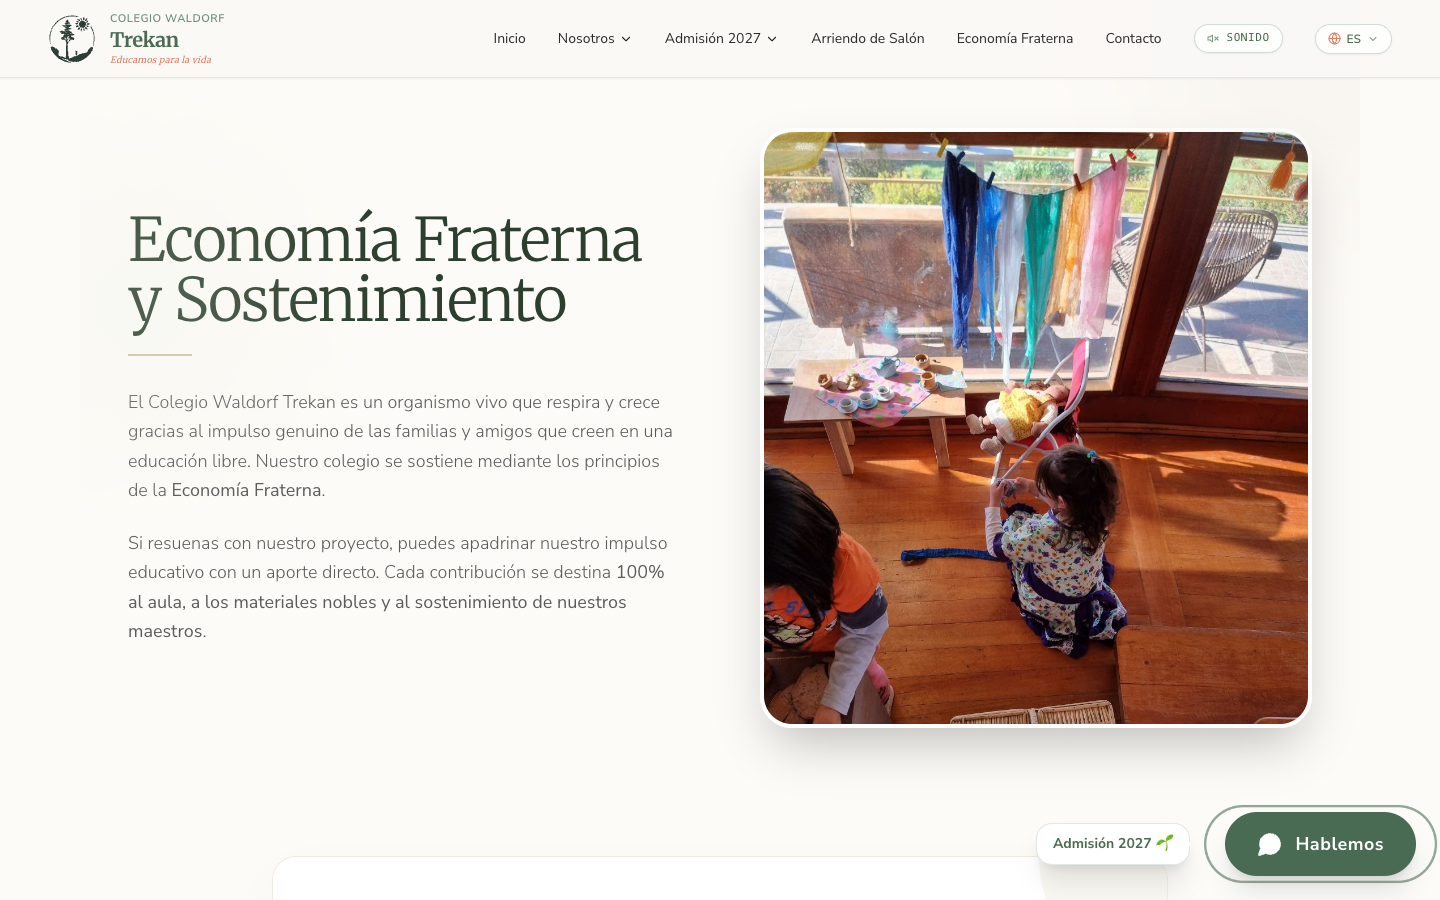 COLEGIO WALDORF
Trekan
Educamos para la vida
Inicio
Nosotros
Admisión 2027
Arriendo de Salón
Economía Fraterna
Contacto
SONIDO
ES
Economía Fraterna
y Sostenimiento
El Colegio Waldorf Trekan es un organismo vivo que respira y crece
gracias al impulso genuino de las familias y amigos que creen en una
educación libre. Nuestro colegio se sostiene mediante los principios
de la Economía Fraterna.
Si resuenas con nuestro proyecto, puedes apadrinar nuestro impulso
educativo con un aporte directo. Cada contribución se destina 100%
al aula, a los materiales nobles y al sostenimiento de nuestros
maestros.
Admisión 2027 🌱
Hablemos